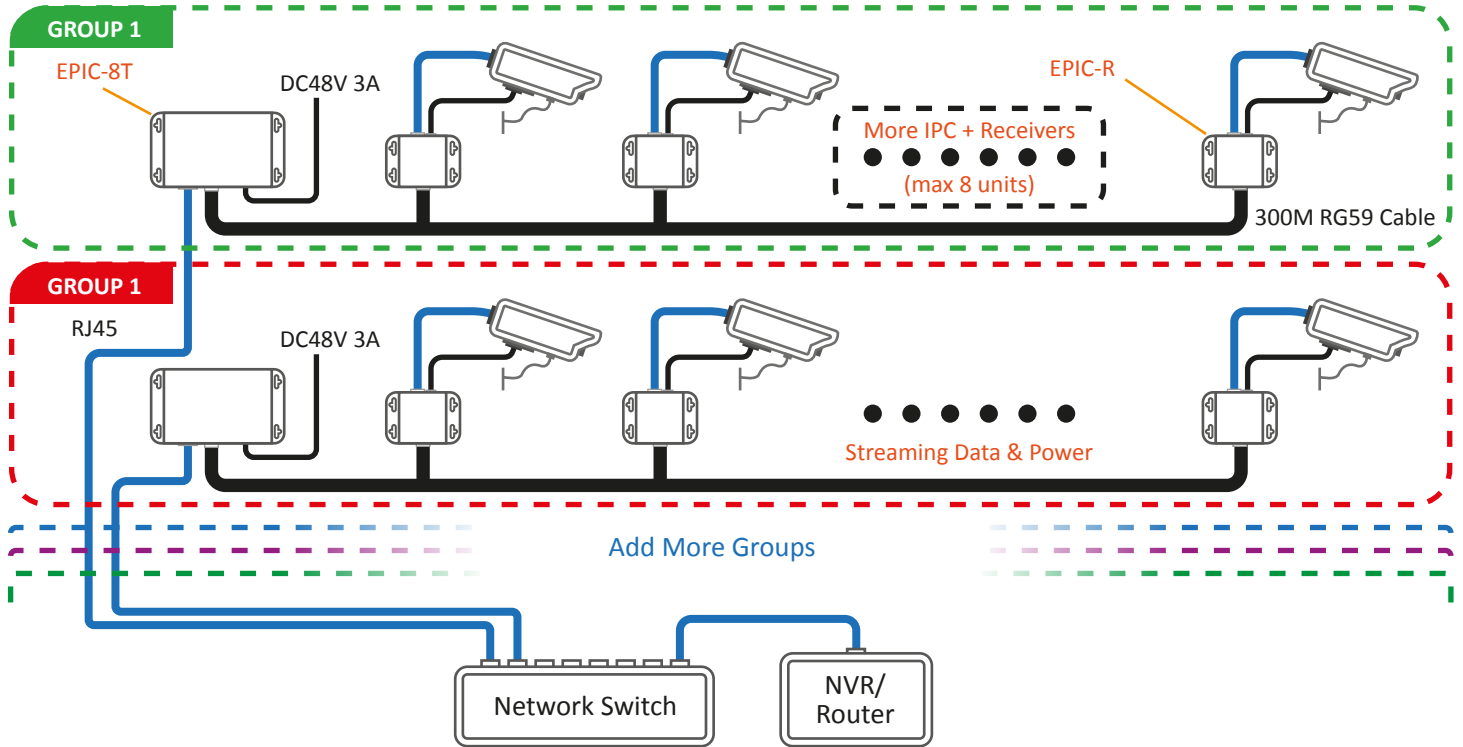 GROUP 1
EPIC-8T
DC48V 3A
EPIC-R
More IPC + Receivers
(max 8 units)
300M RG59 Cable
GROUP 1
RJ45
DC48V 3A
Streaming Data & Power
Add More Groups
Network Switch
NVR/
Router